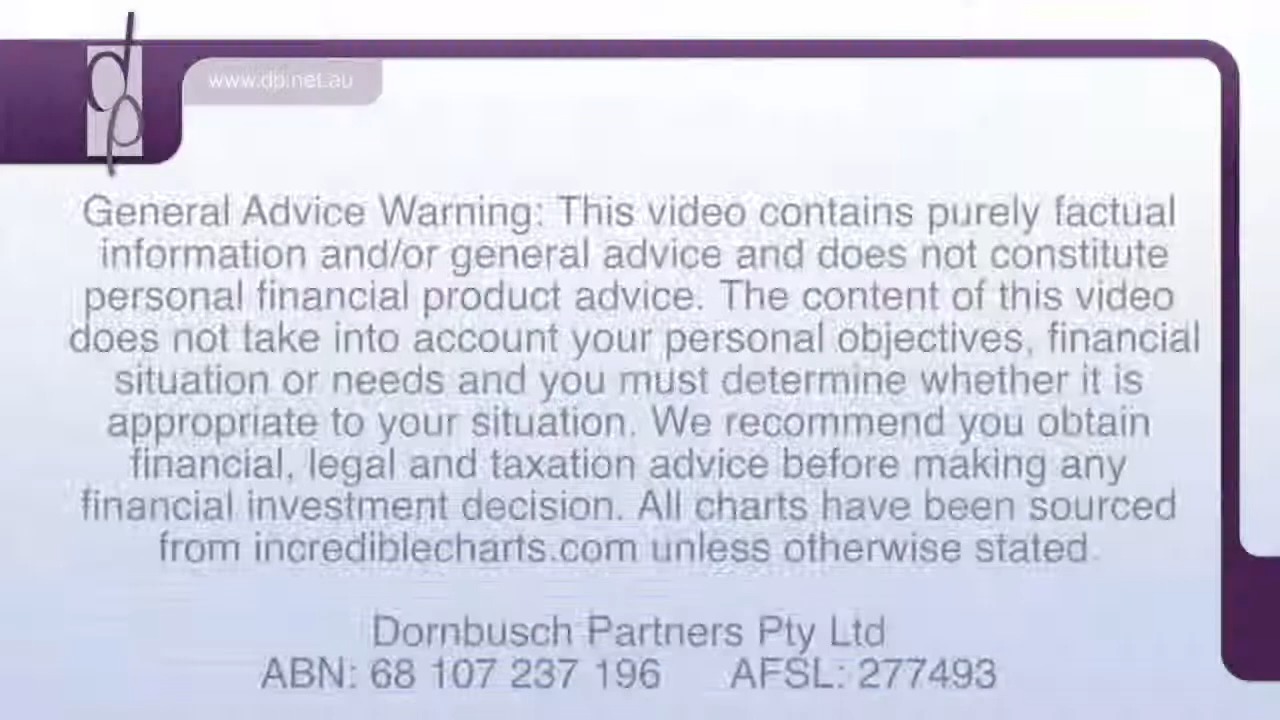 dp
www.dp.net.au
General Advice Warning: This video contains purely factual
information and/or general advice and does not constitute
personal financial product advice. The content of this video
does not take into account your personal objectives, financial
situation or needs and you must determine whether it is
appropriate to your situation. We recommend you obtain
financial, legal and taxation advice before making any
financial investment decision. All charts have been sourced
from incrediblecharts.com unless otherwise stated.
Dornbusch Partners Pty Ltd
ABN: 68 107 237 196 AFSL: 277493